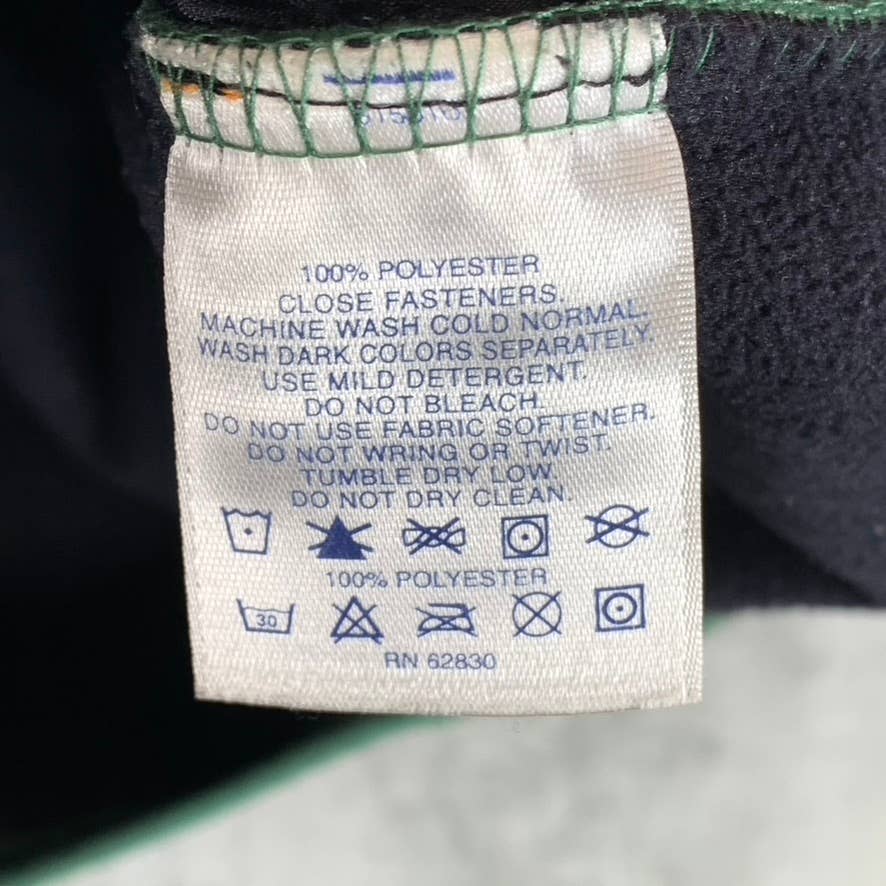 100% POLYESTER
CLOSE FASTENERS.
MACHINE WASH COLD NORMAL.
WASH DARK COLORS SEPARATELY.
USE MILD DETERGENT.
DO NOT BLEACH.
DO NOT USE FABRIC SOFTENER.
DO NOT WRING OR TWIST.
TUMBLE DRY LOW
DO NOT DRY CLEAN.
100% POLYESTER
30
RN 62830